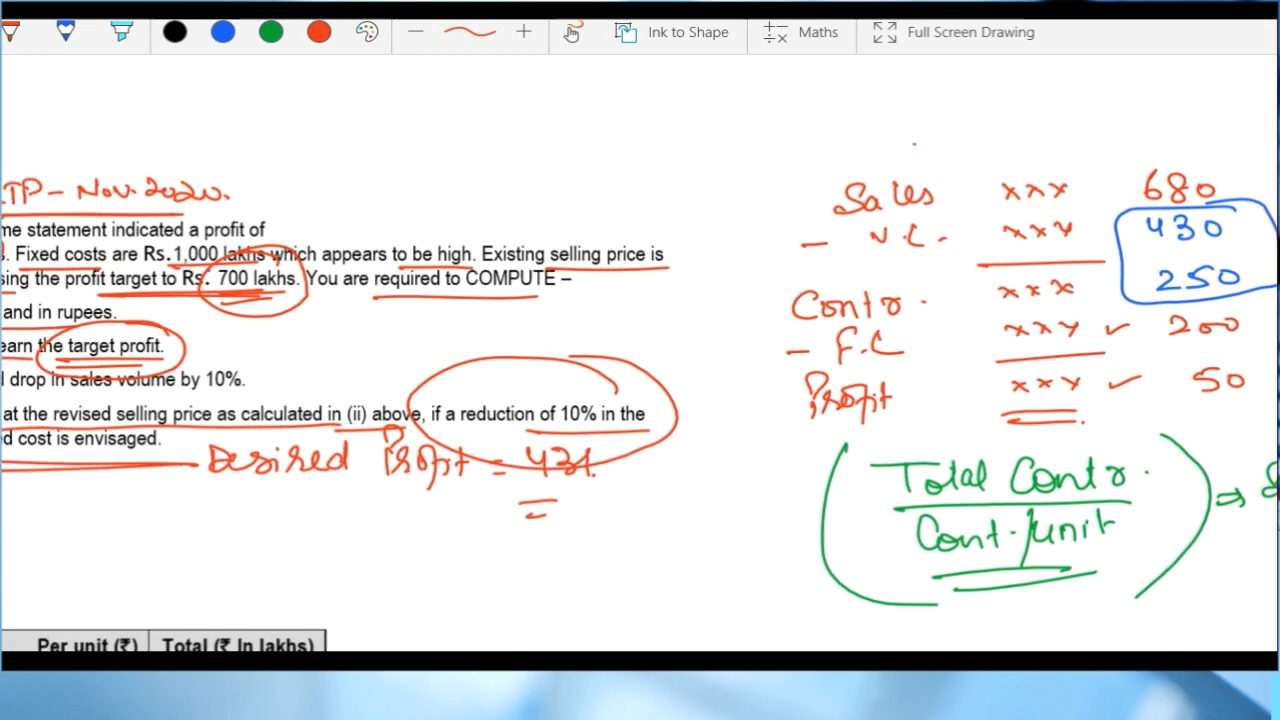 Ink to Shape
Maths
Full Screen Drawing
TP - Nov. 2020.
me statement indicated a profit of
. Fixed costs are Rs. 1,000 lakhs which appears to be high. Existing selling price is
sing the profit target to Rs. 700 lakhs. You are required to COMPUTE –
and in rupees.
earn the target profit.
d drop in sales volume by 10%.
at the revised selling price as calculated in (ii) above, if a reduction of 10% in the
d cost is envisaged.
Desired Profit = 431.
Sales xxx 680
- V.C. xxx 430
Contr. xxx 250
- F.C xxx ✓ 200
Profit xxx ✓ 50
Total Contr.
Cont./unit
⇒
Per unit (₹) Total (₹ In lakhs)